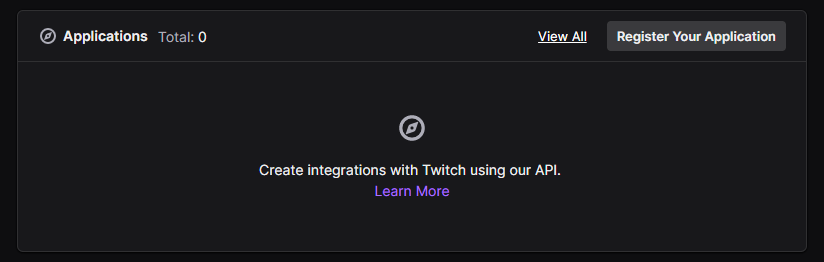 Applications Total: 0 View All Register Your Application
Create integrations with Twitch using our API.
Learn More